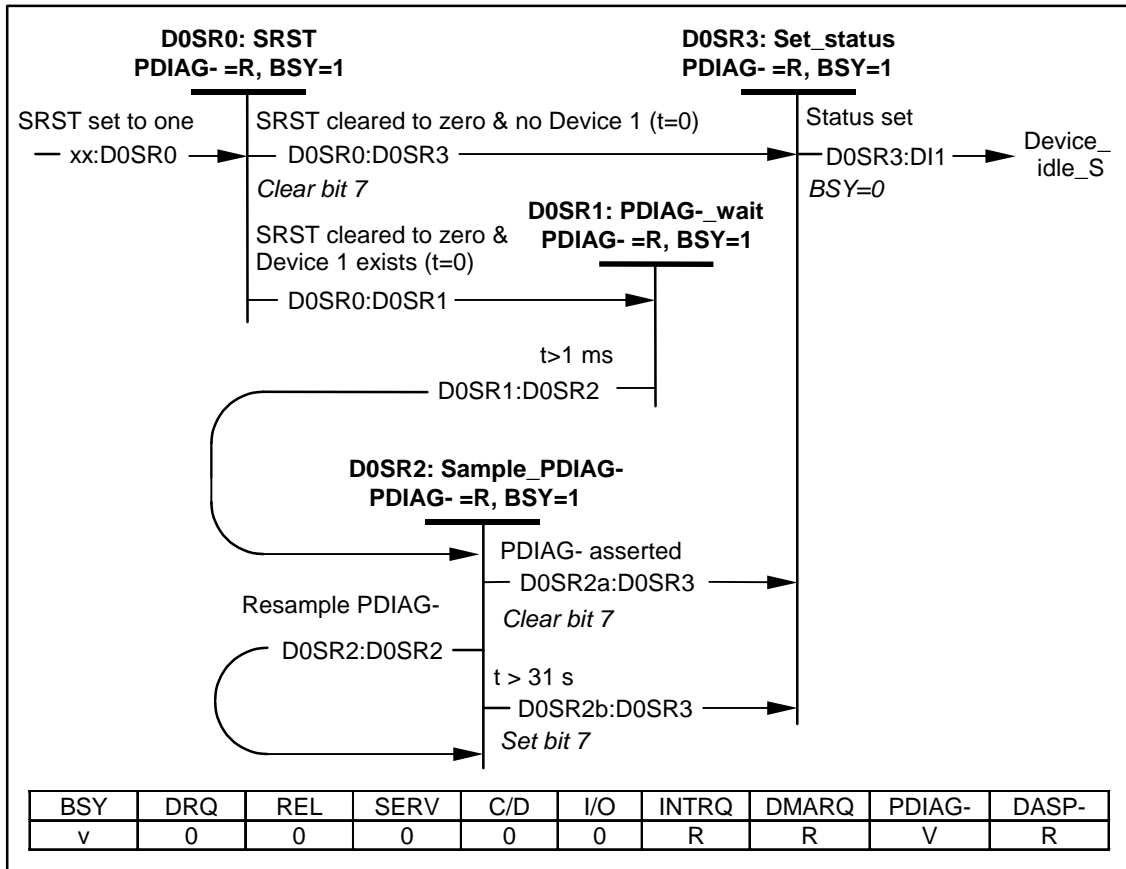 D0SR0: SRST
PDIAG- =R, BSY=1
D0SR3: Set_status
PDIAG- =R, BSY=1
SRST set to one
xx:D0SR0
SRST cleared to zero & no Device 1 (t=0)
D0SR0:D0SR3
Clear bit 7
Status set
D0SR3:DI1
BSY=0
Device_
idle_S
D0SR1: PDIAG-_wait
PDIAG- =R, BSY=1
SRST cleared to zero &
Device 1 exists (t=0)
D0SR0:D0SR1
t>1 ms
D0SR1:D0SR2
D0SR2: Sample_PDIAG-
PDIAG- =R, BSY=1
PDIAG- asserted
D0SR2a:D0SR3
Clear bit 7
Resample PDIAG-
D0SR2:D0SR2
t > 31 s
D0SR2b:D0SR3
Set bit 7
BSY DRQ REL SERV C/D I/O INTRQ DMARQ PDIAG- DASP-
v 0 0 0 0 0 R R V R